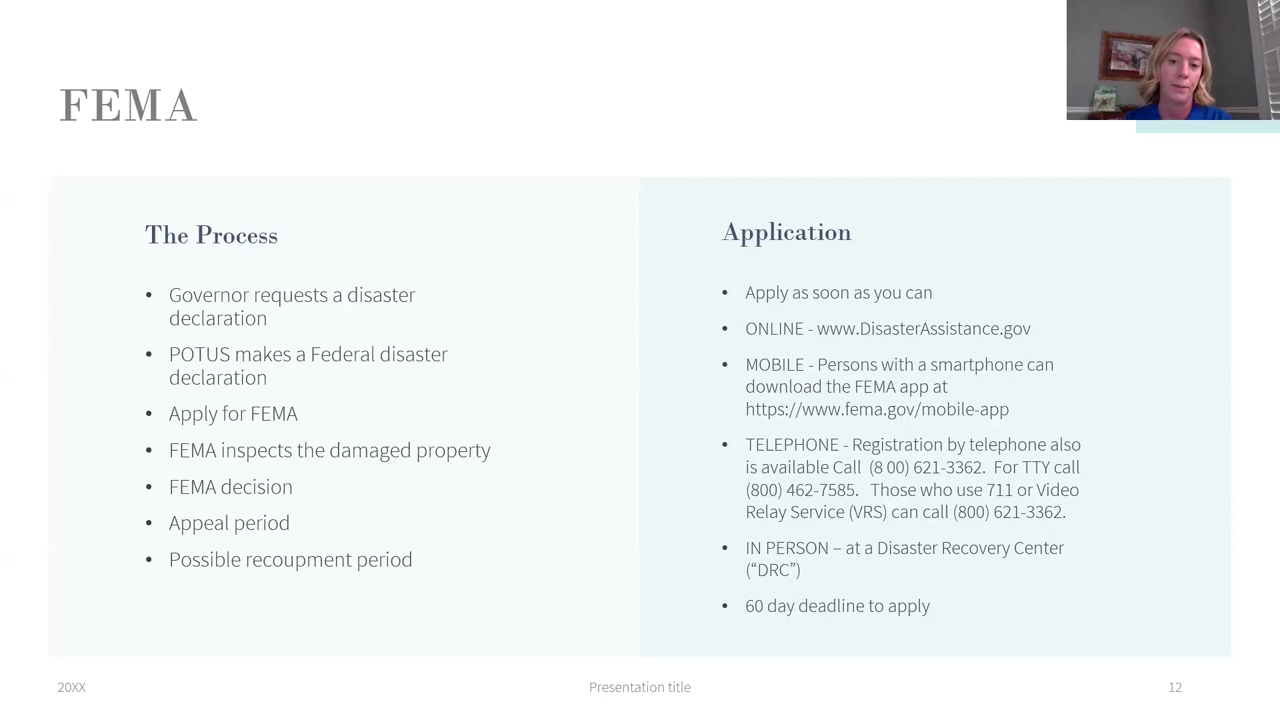 FEMA
The Process
• Governor requests a disaster
declaration
• POTUS makes a Federal disaster
declaration
• Apply for FEMA
• FEMA inspects the damaged property
• FEMA decision
• Appeal period
• Possible recoupment period
Application
• Apply as soon as you can
• ONLINE - www.DisasterAssistance.gov
• MOBILE - Persons with a smartphone can
download the FEMA app at
https://www.fema.gov/mobile-app
• TELEPHONE - Registration by telephone also
is available Call (8 00) 621-3362. For TTY call
(800) 462-7585. Those who use 711 or Video
Relay Service (VRS) can call (800) 621-3362.
• IN PERSON – at a Disaster Recovery Center
(“DRC”)
• 60 day deadline to apply
20XX
Presentation title
12